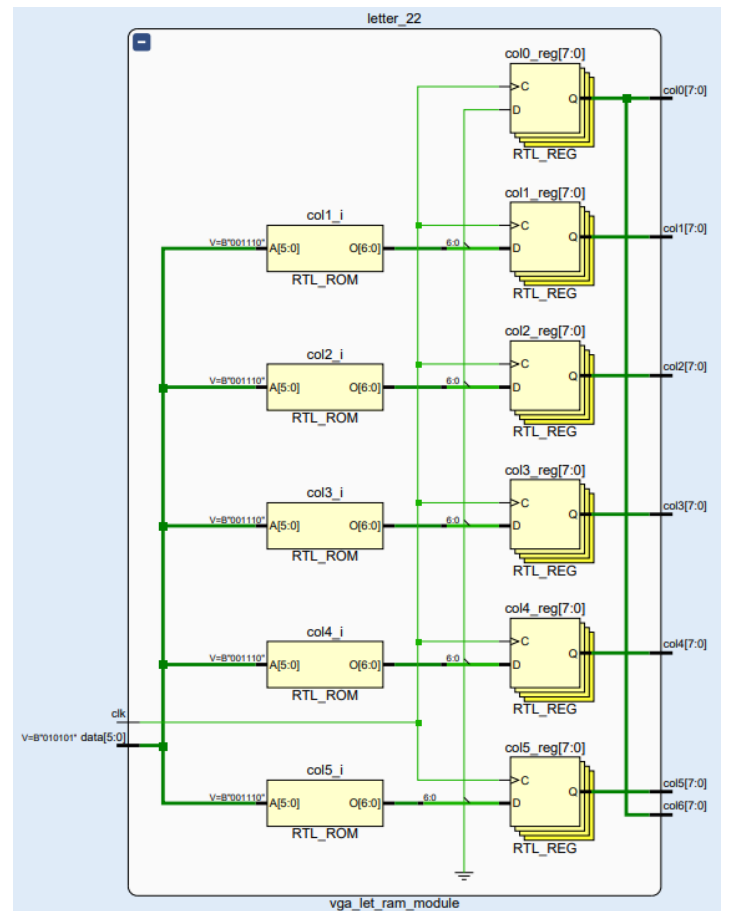 letter_22
col0_reg[7:0]
C
D
Q
col0[7:0]
RTL_REG
col1_reg[7:0]
col1_i
V=B"001110"
A[5:0]
O[6:0]
6:0
C
D
Q
col1[7:0]
RTL_ROM
RTL_REG
col2_reg[7:0]
col2_i
V=B"001110"
A[5:0]
O[6:0]
6:0
C
D
Q
col2[7:0]
RTL_ROM
RTL_REG
col3_reg[7:0]
col3_i
V=B"001110"
A[5:0]
O[6:0]
6:0
C
D
Q
col3[7:0]
RTL_ROM
RTL_REG
col4_reg[7:0]
col4_i
V=B"001110"
A[5:0]
O[6:0]
6:0
C
D
Q
col4[7:0]
RTL_ROM
RTL_REG
clk
V=B"010101" data[5:0]
col5_reg[7:0]
col5_i
V=B"001110"
A[5:0]
O[6:0]
6:0
C
D
Q
col5[7:0]
col6[7:0]
RTL_ROM
RTL_REG
vga_let_ram_module